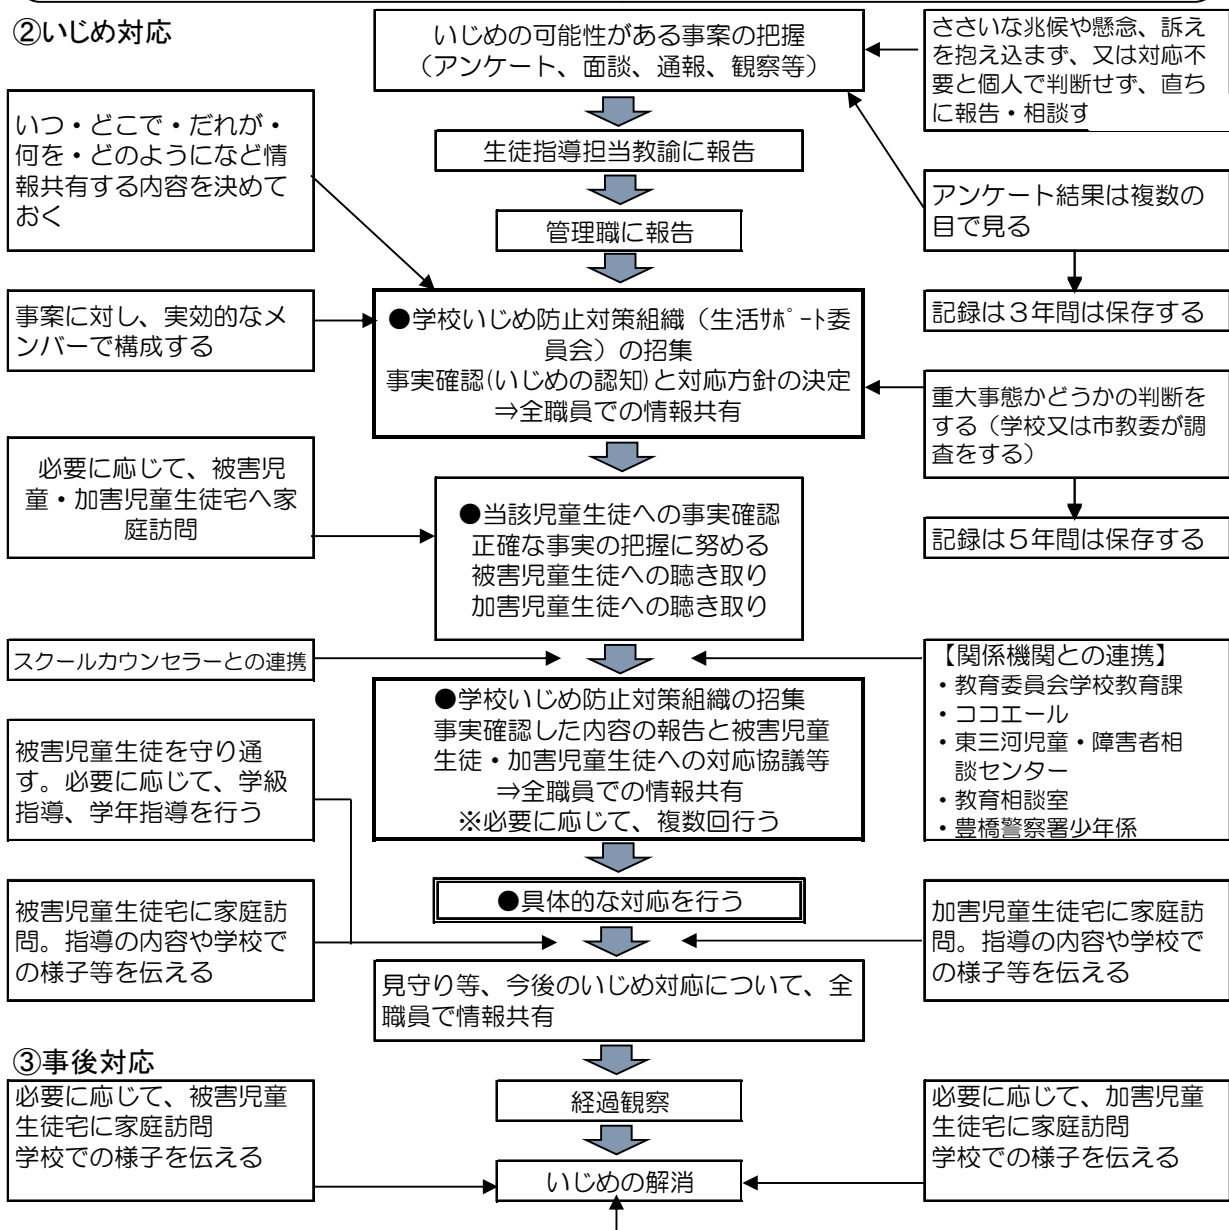 ②いじめ対応
いじめの可能性がある事案の把握
（アンケート、面談、通報、観察等）
ささいな兆候や懸念、訴え
を抱え込まず、又は対応不
要と個人で判断せず、直ち
に報告・相談す
いつ・どこで・だれが・
何を・どのようになど情
報共有する内容を決めて
おく
生徒指導担当教諭に報告
アンケート結果は複数の
目で見る
管理職に報告
記録は３年間は保存する
事案に対し、実効的なメ
ンバーで構成する
●学校いじめ防止対策組織（生活ｻﾎﾟｰﾄ委
員会）の招集
事実確認(いじめの認知)と対応方針の決定
⇒全職員での情報共有
重大事態かどうかの判断を
する（学校又は市教委が調
査をする）
記録は５年間は保存する
必要に応じて、被害児
童・加害児童生徒宅へ家
庭訪問
●当該児童生徒への事実確認
正確な事実の把握に努める
被害児童生徒への聴き取り
加害児童生徒への聴き取り
スクールカウンセラーとの連携
【関係機関との連携】
・教育委員会学校教育課
・ココエール
・東三河児童・障害者相
談センター
・教育相談室
・豊橋警察署少年係
●学校いじめ防止対策組織の招集
事実確認した内容の報告と被害児童
生徒・加害児童生徒への対応協議等
⇒全職員での情報共有
※必要に応じて、複数回行う
被害児童生徒を守り通
す。必要に応じて、学級
指導、学年指導を行う
●具体的な対応を行う
被害児童生徒宅に家庭訪
問。指導の内容や学校で
の様子等を伝える
加害児童生徒宅に家庭訪
問。指導の内容や学校で
の様子等を伝える
見守り等、今後のいじめ対応について、全
職員で情報共有
③事後対応
必要に応じて、被害児童
生徒宅に家庭訪問
学校での様子を伝える
経過観察
必要に応じて、加害児童
生徒宅に家庭訪問
学校での様子を伝える
いじめの解消